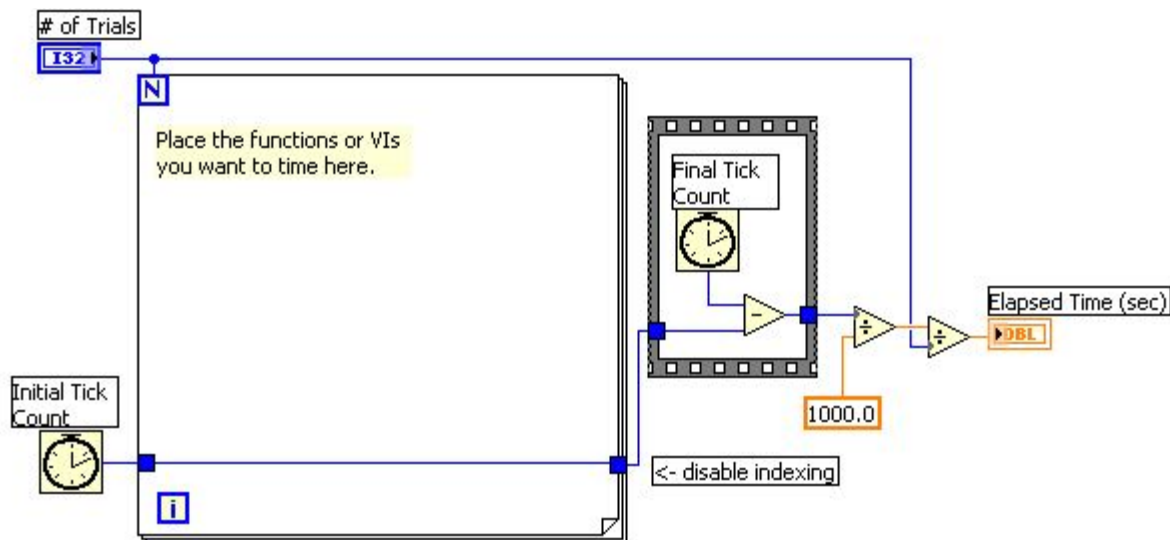 # of Trials
I32
N
Place the functions or VIs
you want to time here.
Final Tick
Count
Elapsed Time (sec)
DBL
1000.0
Initial Tick
Count
<- disable indexing
i